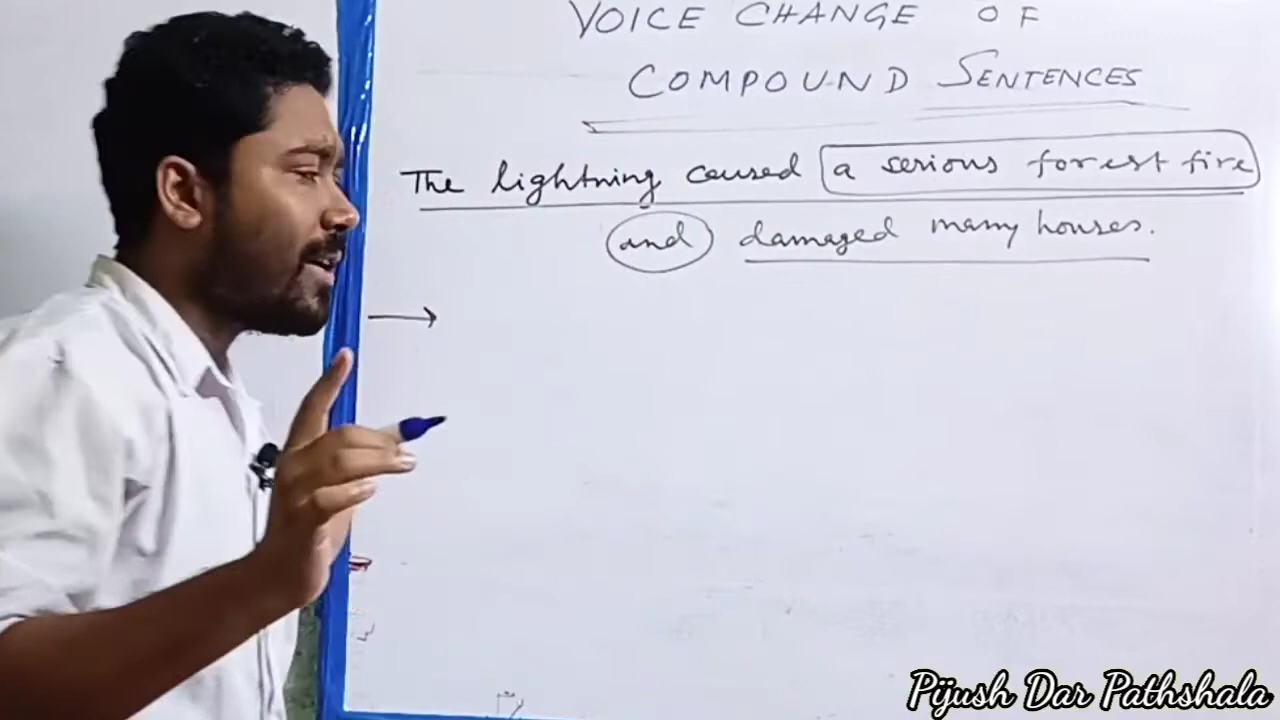 VOICE CHANGE OF
COMPOUND SENTENCES
The lightning caused a serious forest fire
and damaged many houses.
Pijush Dar Pathshala